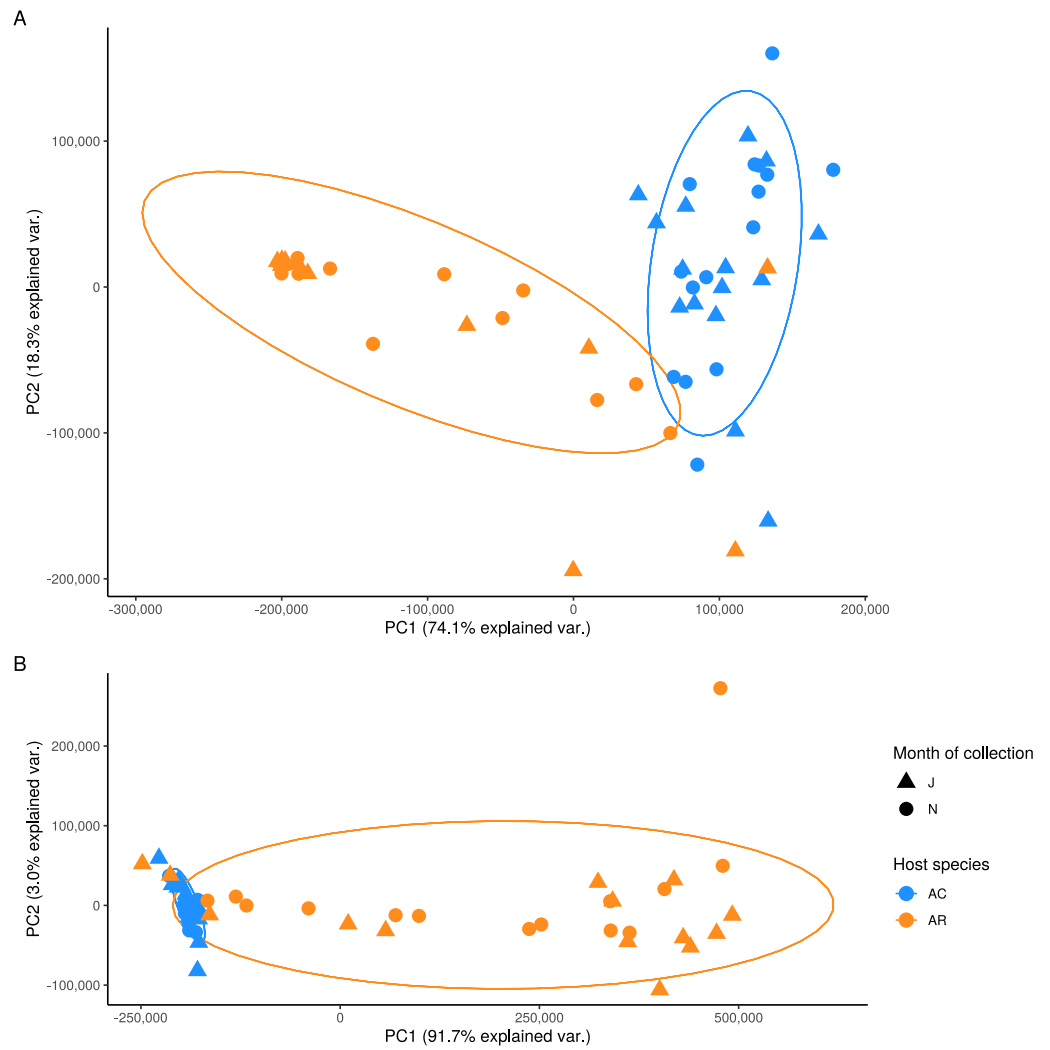 A
PC2 (18.3% explained var.)
100,000
0
-100,000
-200,000
-300,000
-200,000
-100,000
0
100,000
200,000
PC1 (74.1% explained var.)
B
PC2 (3.0% explained var.)
200,000
100,000
0
-100,000
-250,000
0
250,000
500,000
PC1 (91.7% explained var.)
Month of collection
J
N
Host species
AC
AR